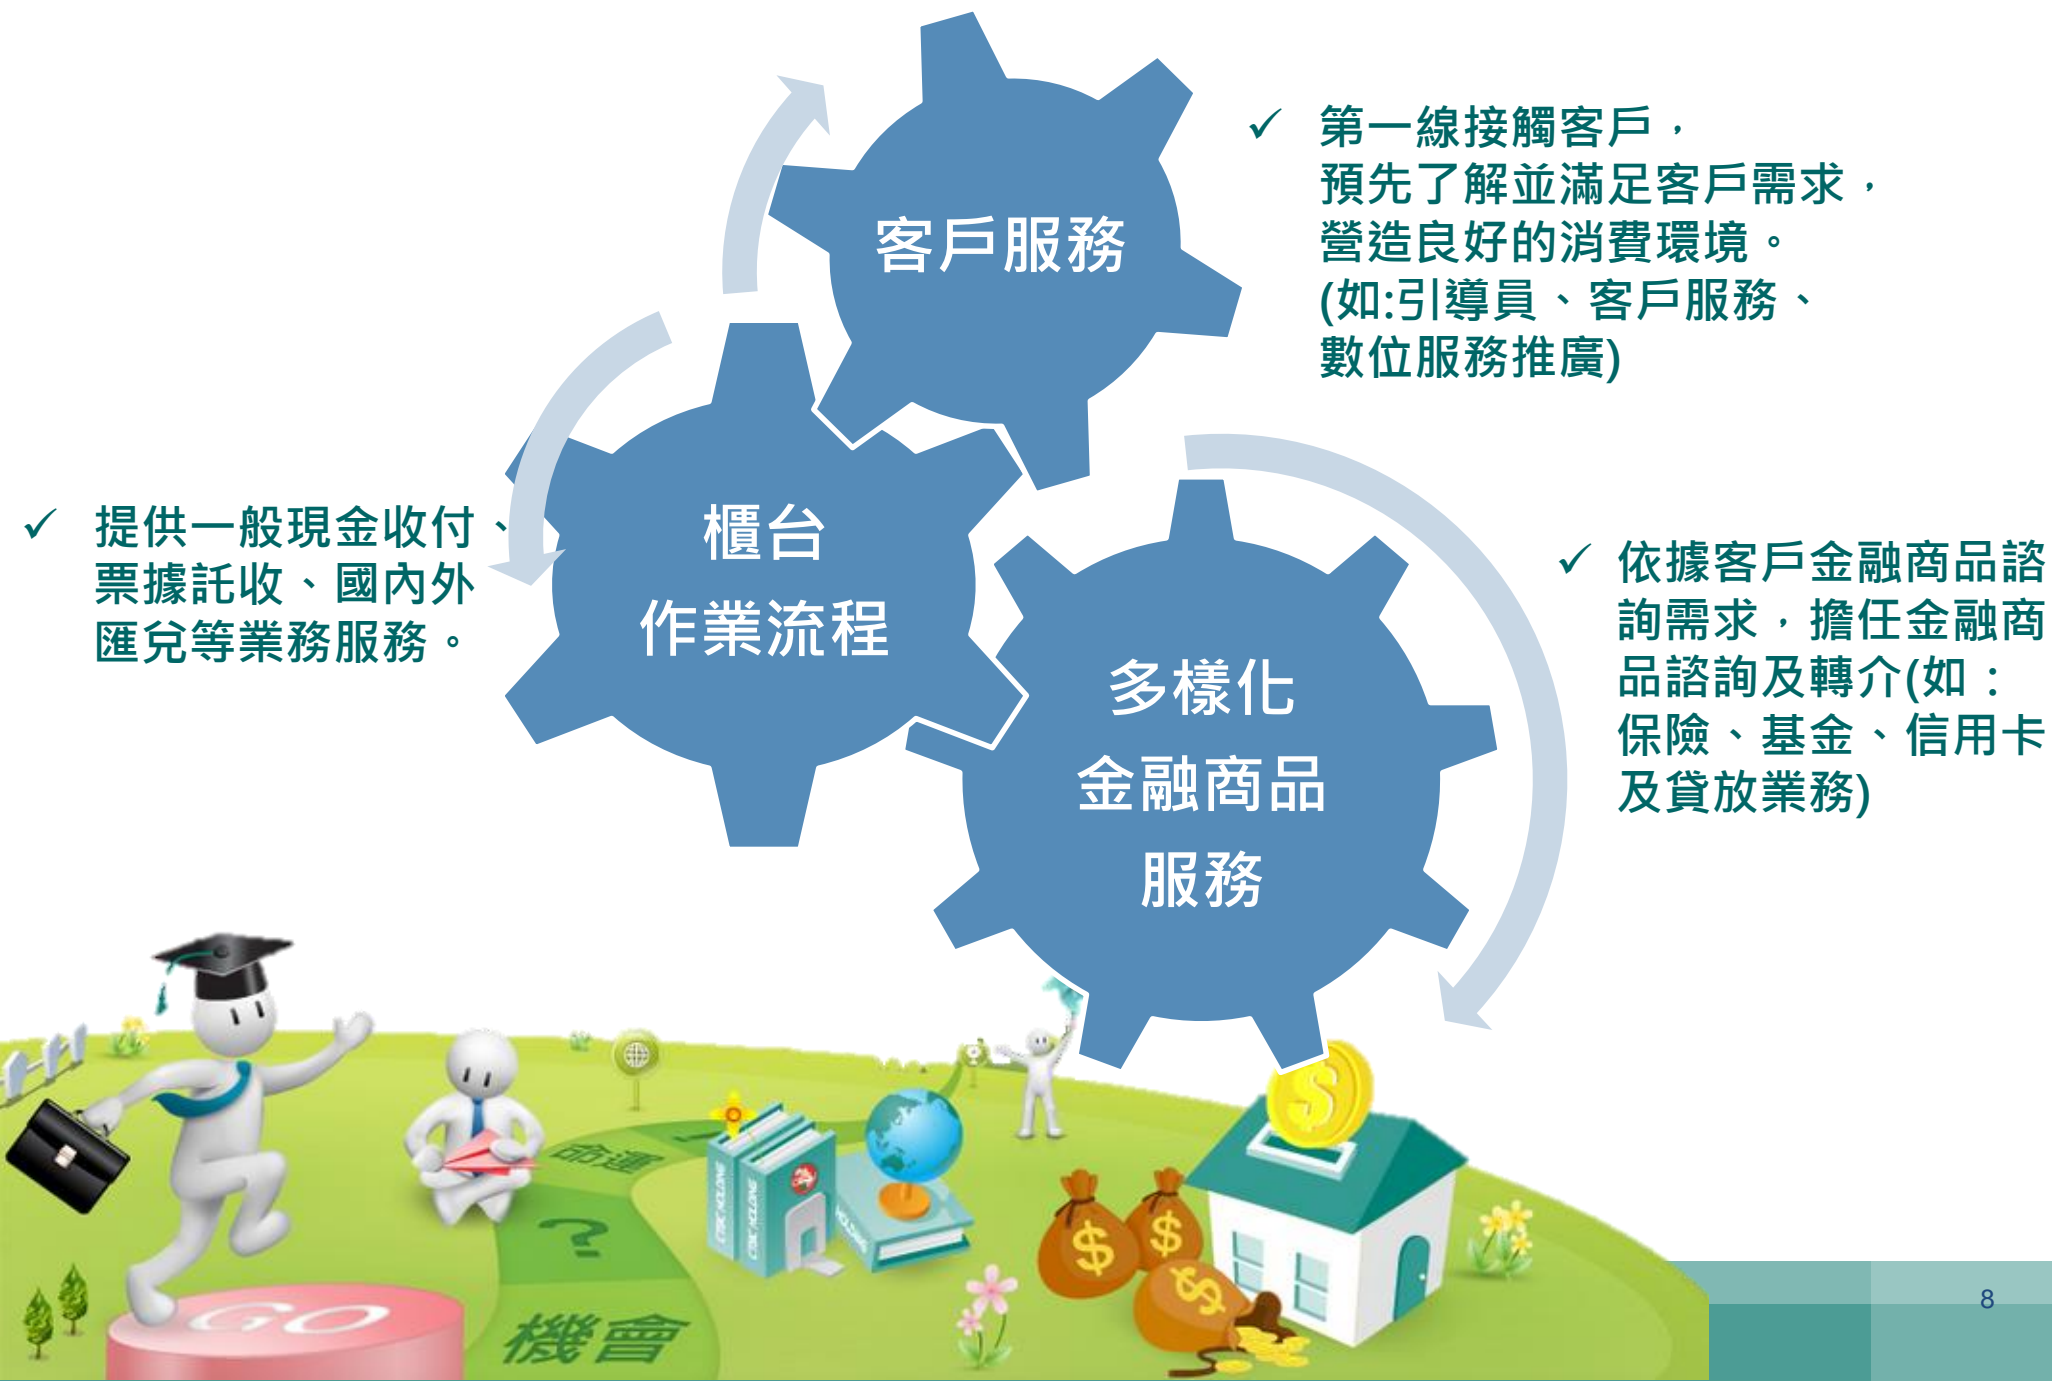 客戶服務
✓ 第一線接觸客戶，
預先了解並滿足客戶需求，
營造良好的消費環境。
(如:引導員、客戶服務、
數位服務推廣)
櫃台
作業流程
✓ 提供一般現金收付、
票據託收、國內外
匯兌等業務服務。
多樣化
金融商品
服務
✓ 依據客戶金融商品諮
詢需求，擔任金融商
品諮詢及轉介(如：
保險、基金、信用卡
及貸放業務)
命運
?
機會
GO
CTBC HOLDING
CTBC HOLDING
HOLDING
$
$
$
$
8